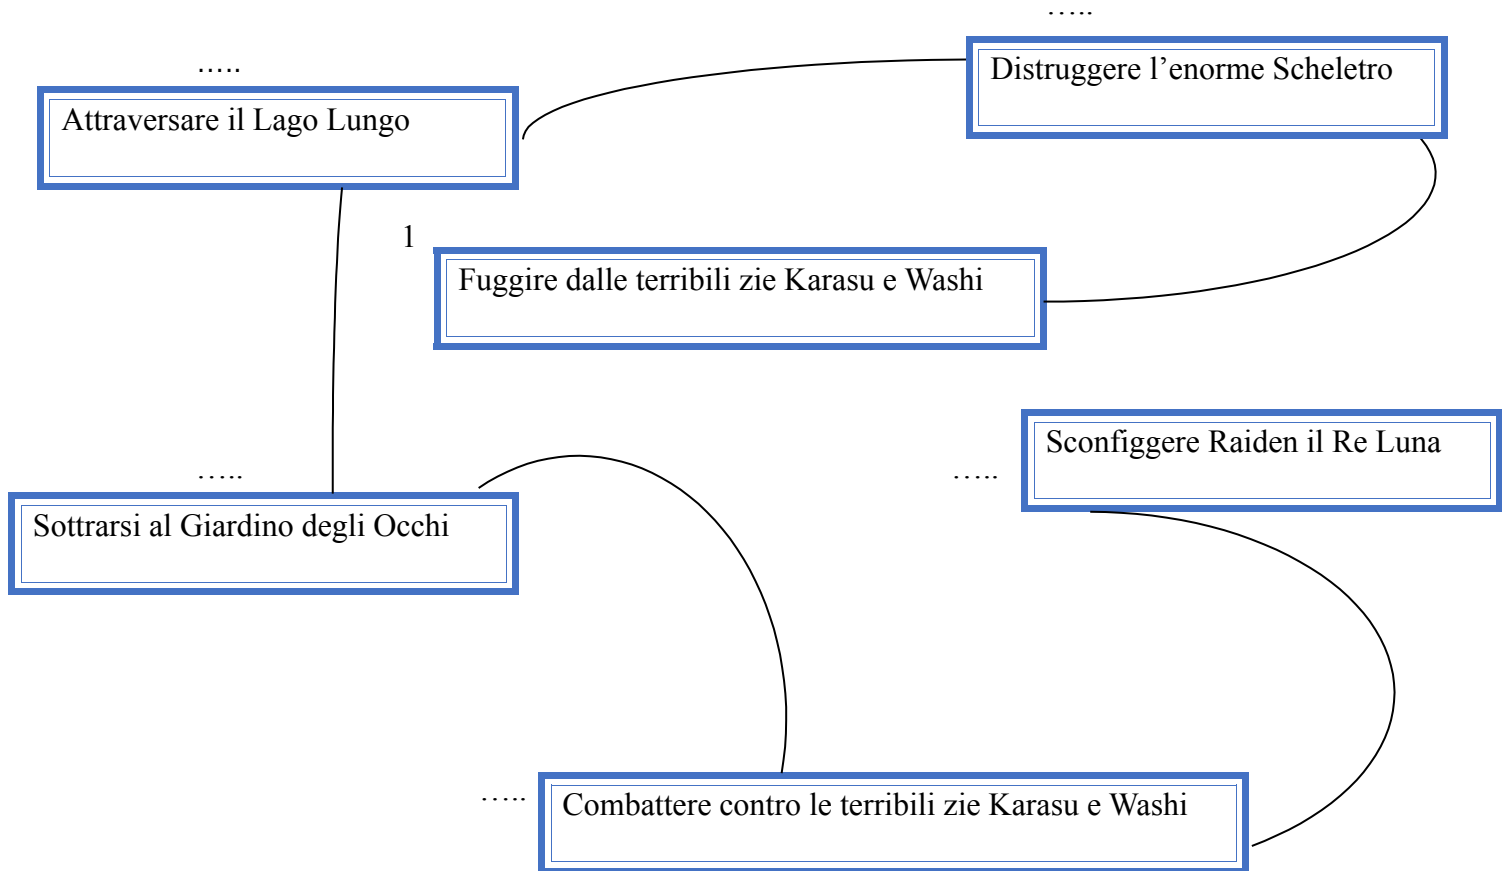 …..
Distruggere l’enorme Scheletro
…..
Attraversare il Lago Lungo
1
Fuggire dalle terribili zie Karasu e Washi
…..
Sconfiggere Raiden il Re Luna
…..
Sottrarsi al Giardino degli Occhi
…..
Combattere contro le terribili zie Karasu e Washi